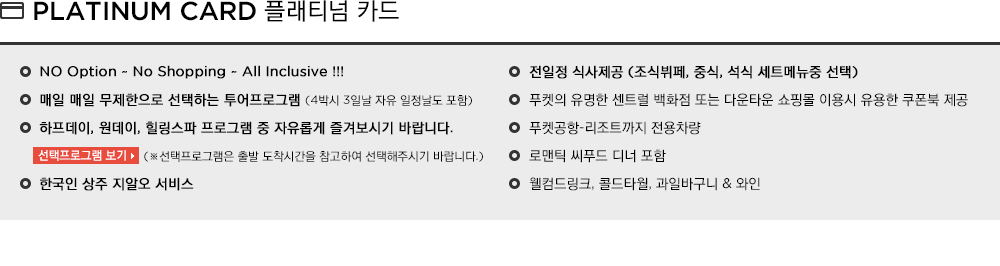 PLATINUM CARD 플래티넘 카드
NO Option ~ No Shopping ~ All Inclusive !!!
매일 매일 무제한으로 선택하는 투어프로그램 (4박시 3일날 자유 일정날도 포함)
하프데이, 원데이, 힐링스파 프로그램 중 자유롭게 즐겨보시기 바랍니다.
선택프로그램 보기 (※선택프로그램은 출발 도착시간을 참고하여 선택해주시기 바랍니다.)
한국인 상주 지알오 서비스
전일정 식사제공 (조식뷔페, 중식, 석식 세트메뉴중 선택)
푸켓의 유명한 센트럴 백화점 또는 다운타운 쇼핑몰 이용시 유용한 쿠폰북 제공
푸켓공항-리조트까지 전용차량
로맨틱 씨푸드 디너 포함
웰컴드링크, 콜드타월, 과일바구니 & 와인